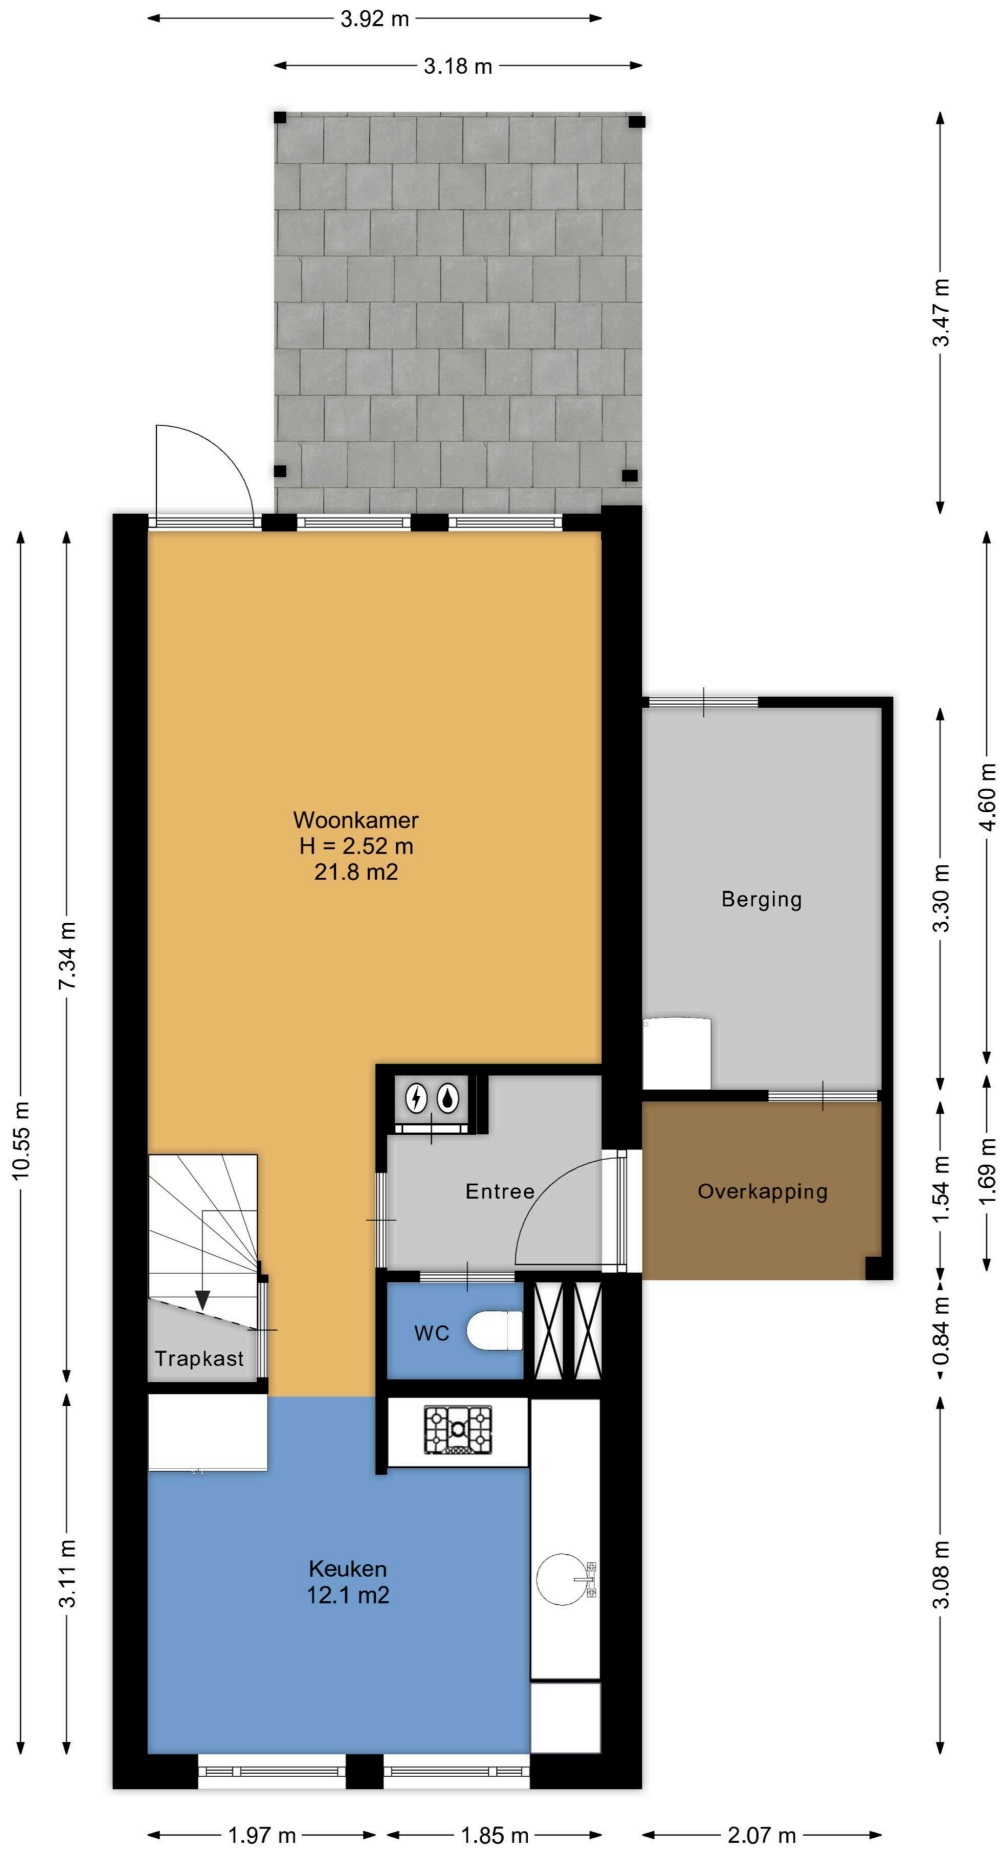 3.92 m
3.18 m
3.47 m
Woonkamer
H = 2.52 m
21.8 m2
Berging
7.34 m
10.55 m
4.60 m
3.30 m
Entree
Overkapping
1.54 m
1.69 m
WC
Trapkast
0.84 m
Keuken
12.1 m2
3.11 m
3.08 m
1.97 m
1.85 m
2.07 m